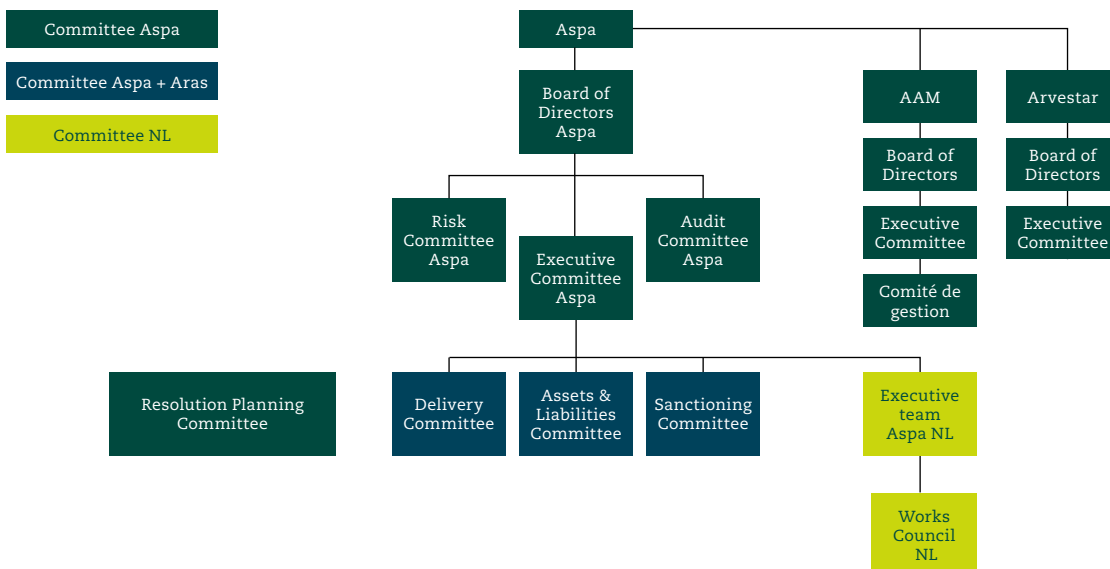 Committee Aspa
Committee Aspa + Aras
Committee NL
Aspa
Board of
Directors
Aspa
AAM
Arvestar
Board of
Directors
Board of
Directors
Risk
Committee
Aspa
Executive
Committee
Aspa
Audit
Committee
Aspa
Executive
Committee
Executive
Committee
Comité de
gestion
Resolution Planning
Committee
Delivery
Committee
Assets &
Liabilities
Committee
Sanctioning
Committee
Executive
team
Aspa NL
Works
Council
NL